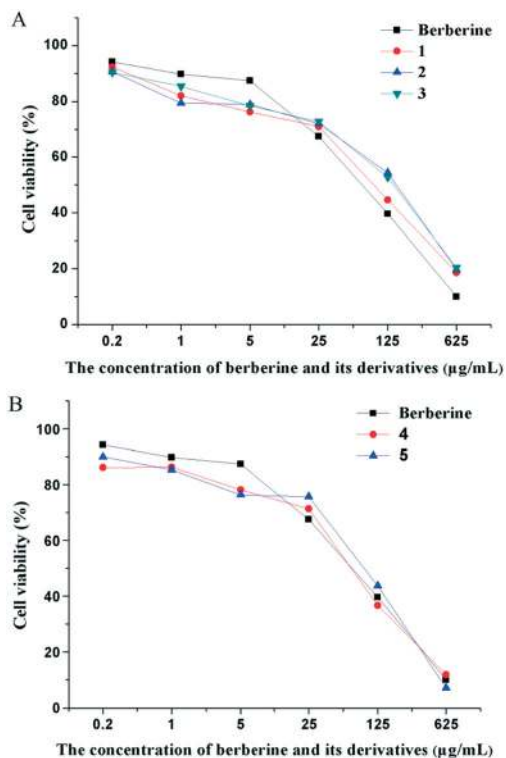 A
Berberine
1
2
3
100
80
60
40
20
0
Cell viability (%)
0.2 1 5 25 125 625
The concentration of berberine and its derivatives (µg/mL)
B
Berberine
4
5
100
80
60
40
20
0
Cell viability (%)
0.2 1 5 25 125 625
The concentration of berberine and its derivatives (µg/mL)